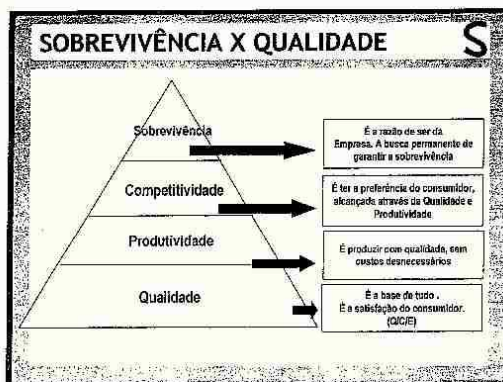 SOBREVIVÊNCIA X QUALIDADE
S
Sobrevivência
É a razão de ser da
Empresa. A busca permanente de
garantir a sobrevivência
Competitividade
É ter a preferência do consumidor,
alcançada através da Qualidade e
Produtividade
Produtividade
É produzir com qualidade, sem
custos desnecessários
Qualidade
É a base de tudo .
É a satisfação do consumidor.
(Q/C/E)